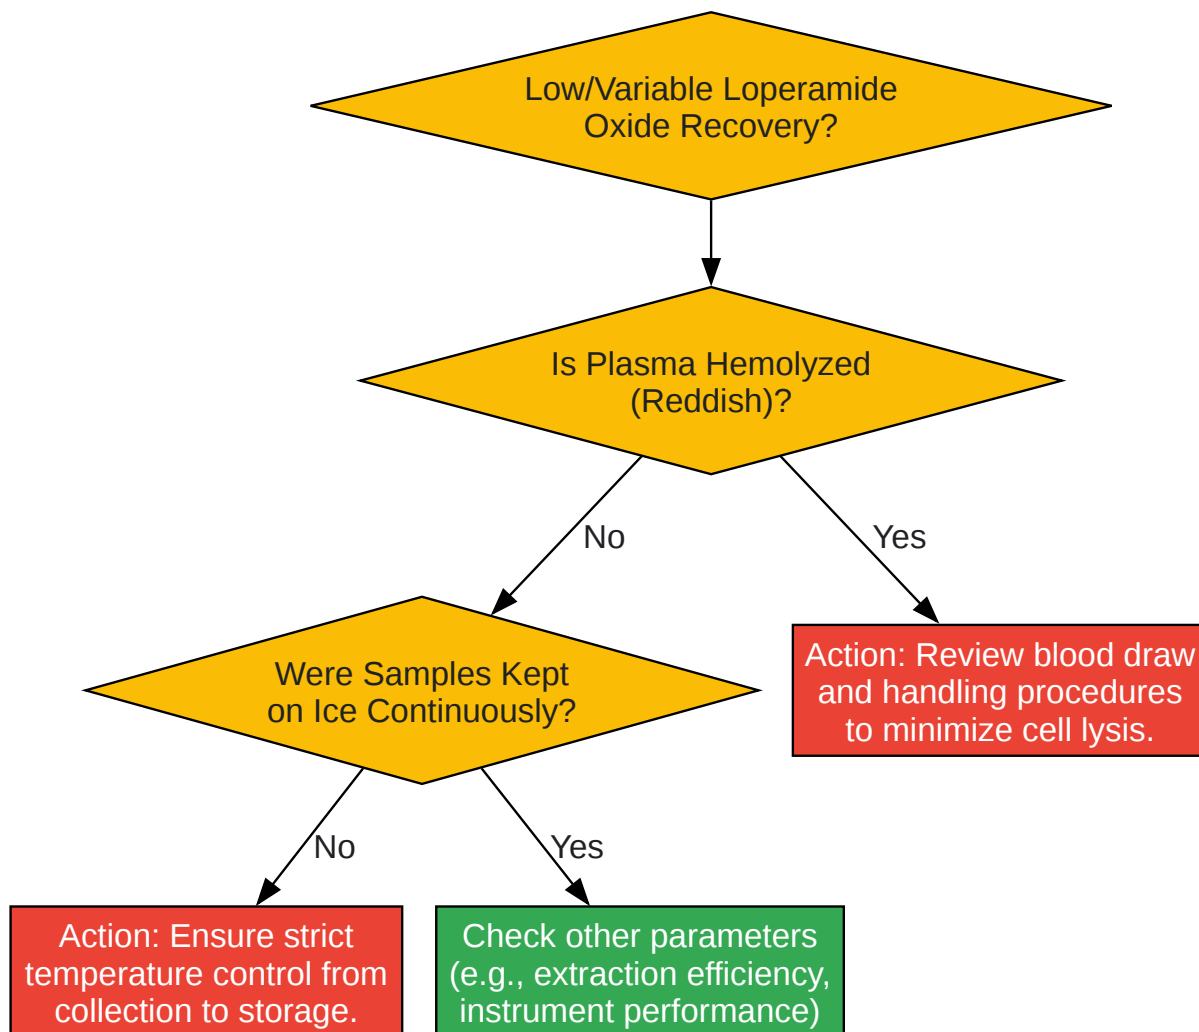 Low/Variable Loperamide
Oxide Recovery?
Is Plasma Hemolyzed
(Reddish)?
No
Yes
Were Samples Kept
on Ice Continuously?
Action: Review blood draw
and handling procedures
to minimize cell lysis.
No
Yes
Action: Ensure strict
temperature control from
collection to storage.
Check other parameters
(e.g., extraction efficiency,
instrument performance)